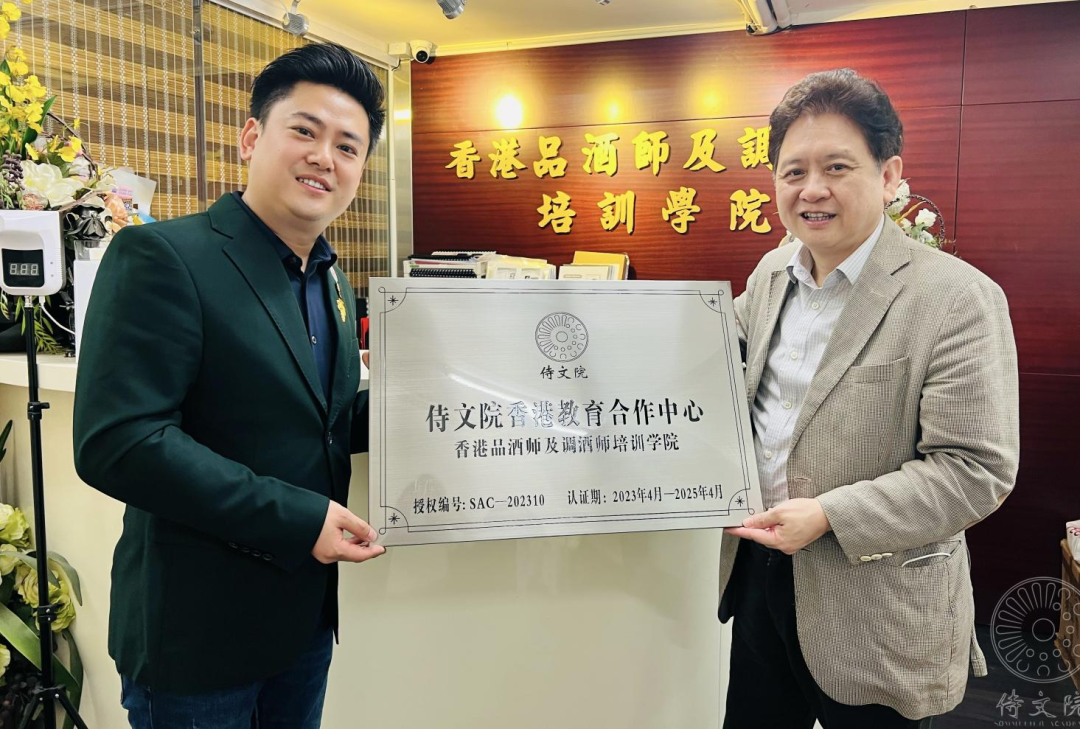 香港品酒師及調
培訓學院
侍文院
侍文院香港教育合作中心
香港品酒师及调酒师培训学院
授权编号: SAC—202310 认证期: 2023年4月—2025年4月
侍文院